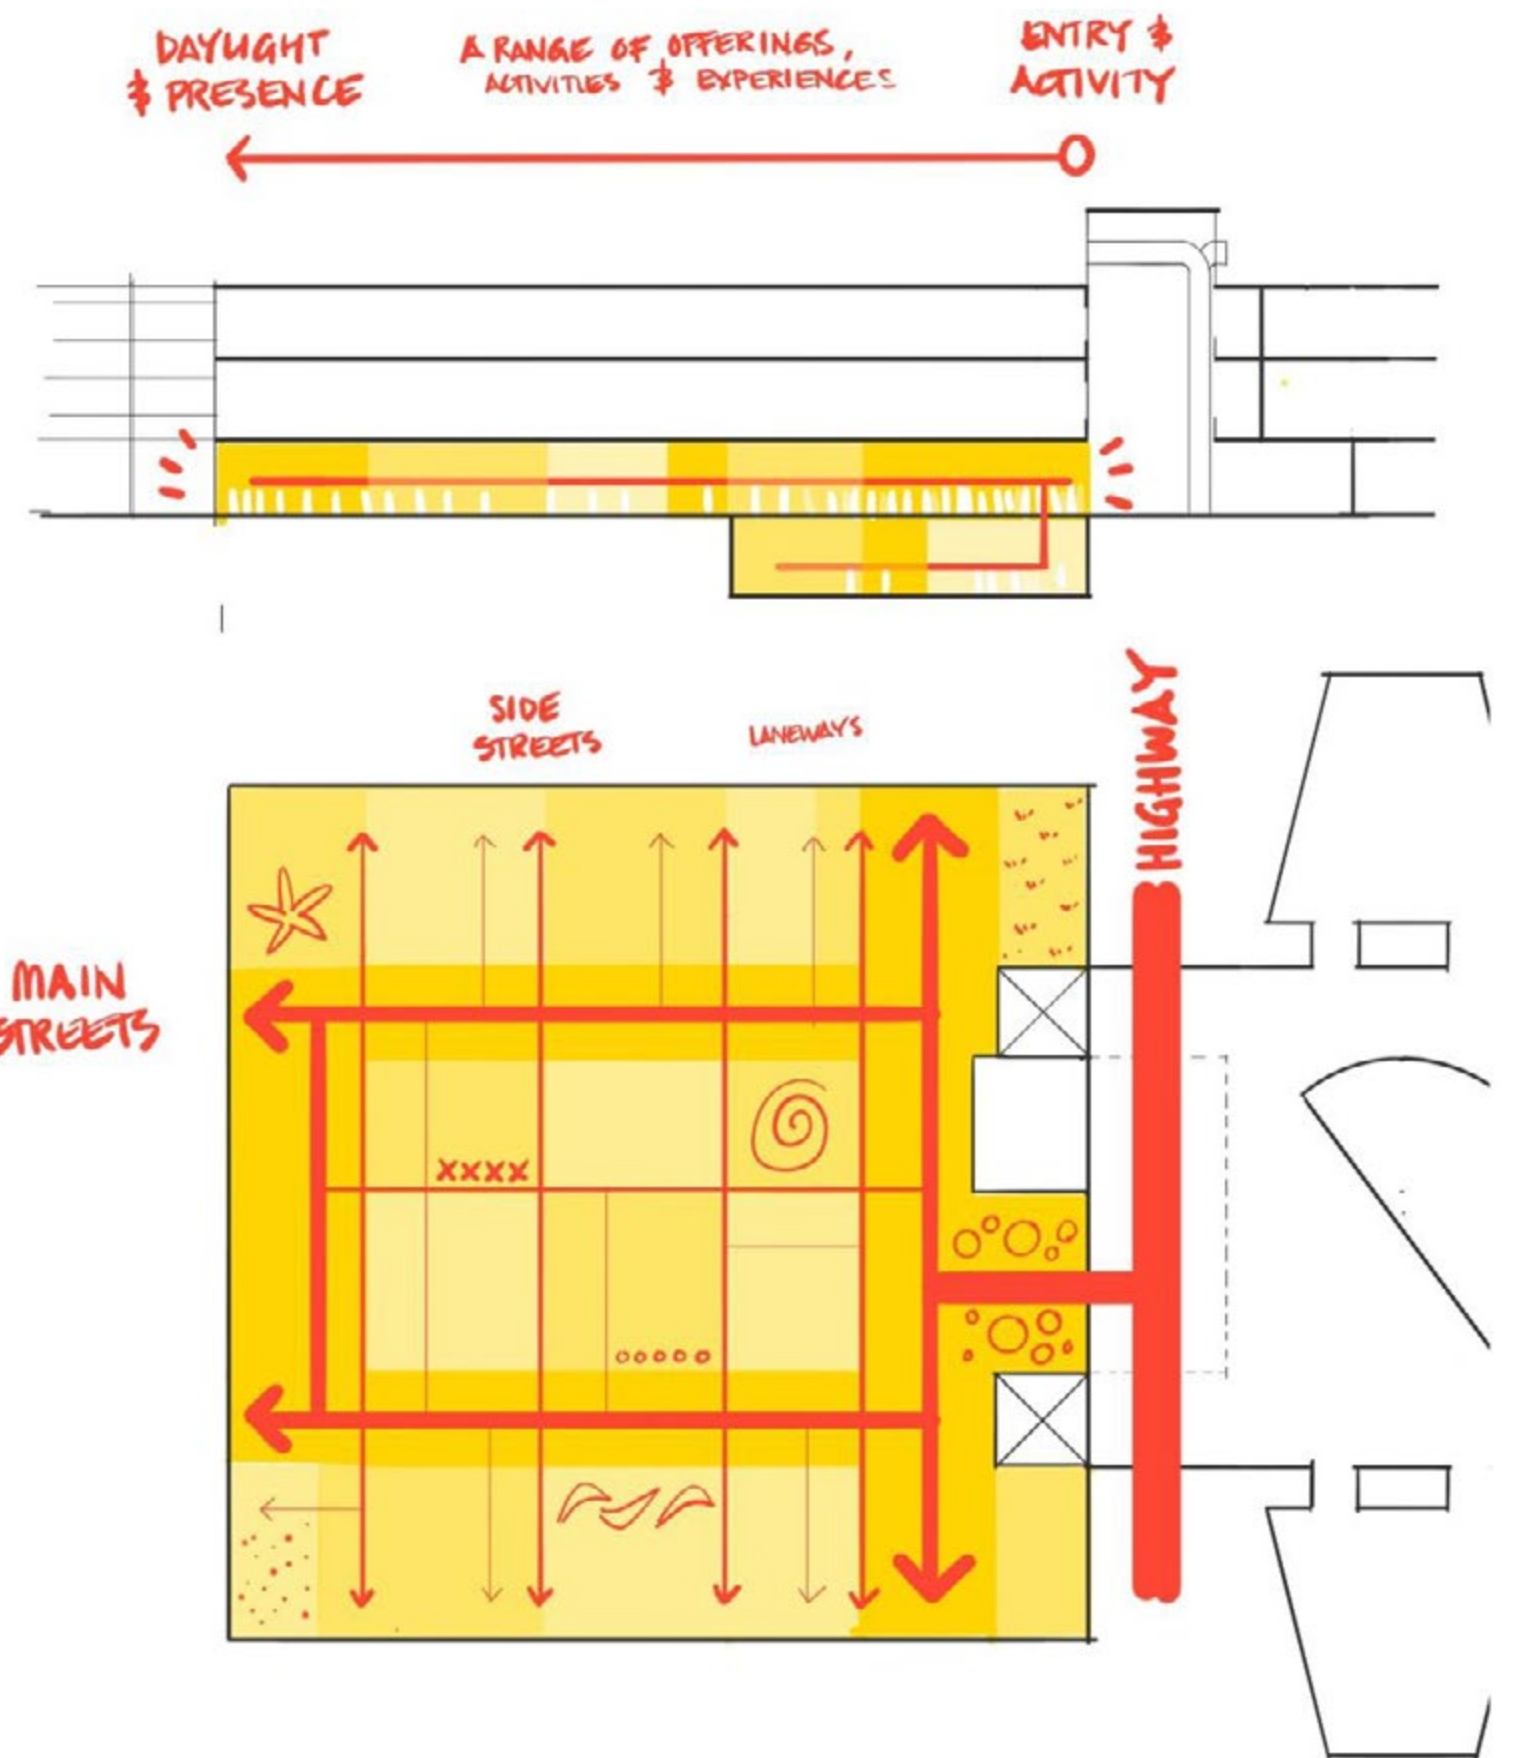 DAYLIGHT
& PRESENCE
A RANGE OF OFFERINGS,
ACTIVITIES & EXPERIENCES
ENTRY &
ACTIVITY
SIDE
STREETS
LANEWAYS
HIGHWAY
MAIN
STREETS
xxxx